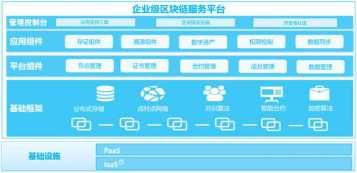 企业级区块链服务平台
管理控制台
应用组件 存证组件 溯源组件 数字资产 权限控制 数据同步
平台组件 节点管理 证书管理 合约管理 成员管理 数据管理
基础框架
分布式存储 点对点网络 共识算法 智能合约 加密算法
基础设施
PaaS
IaaS